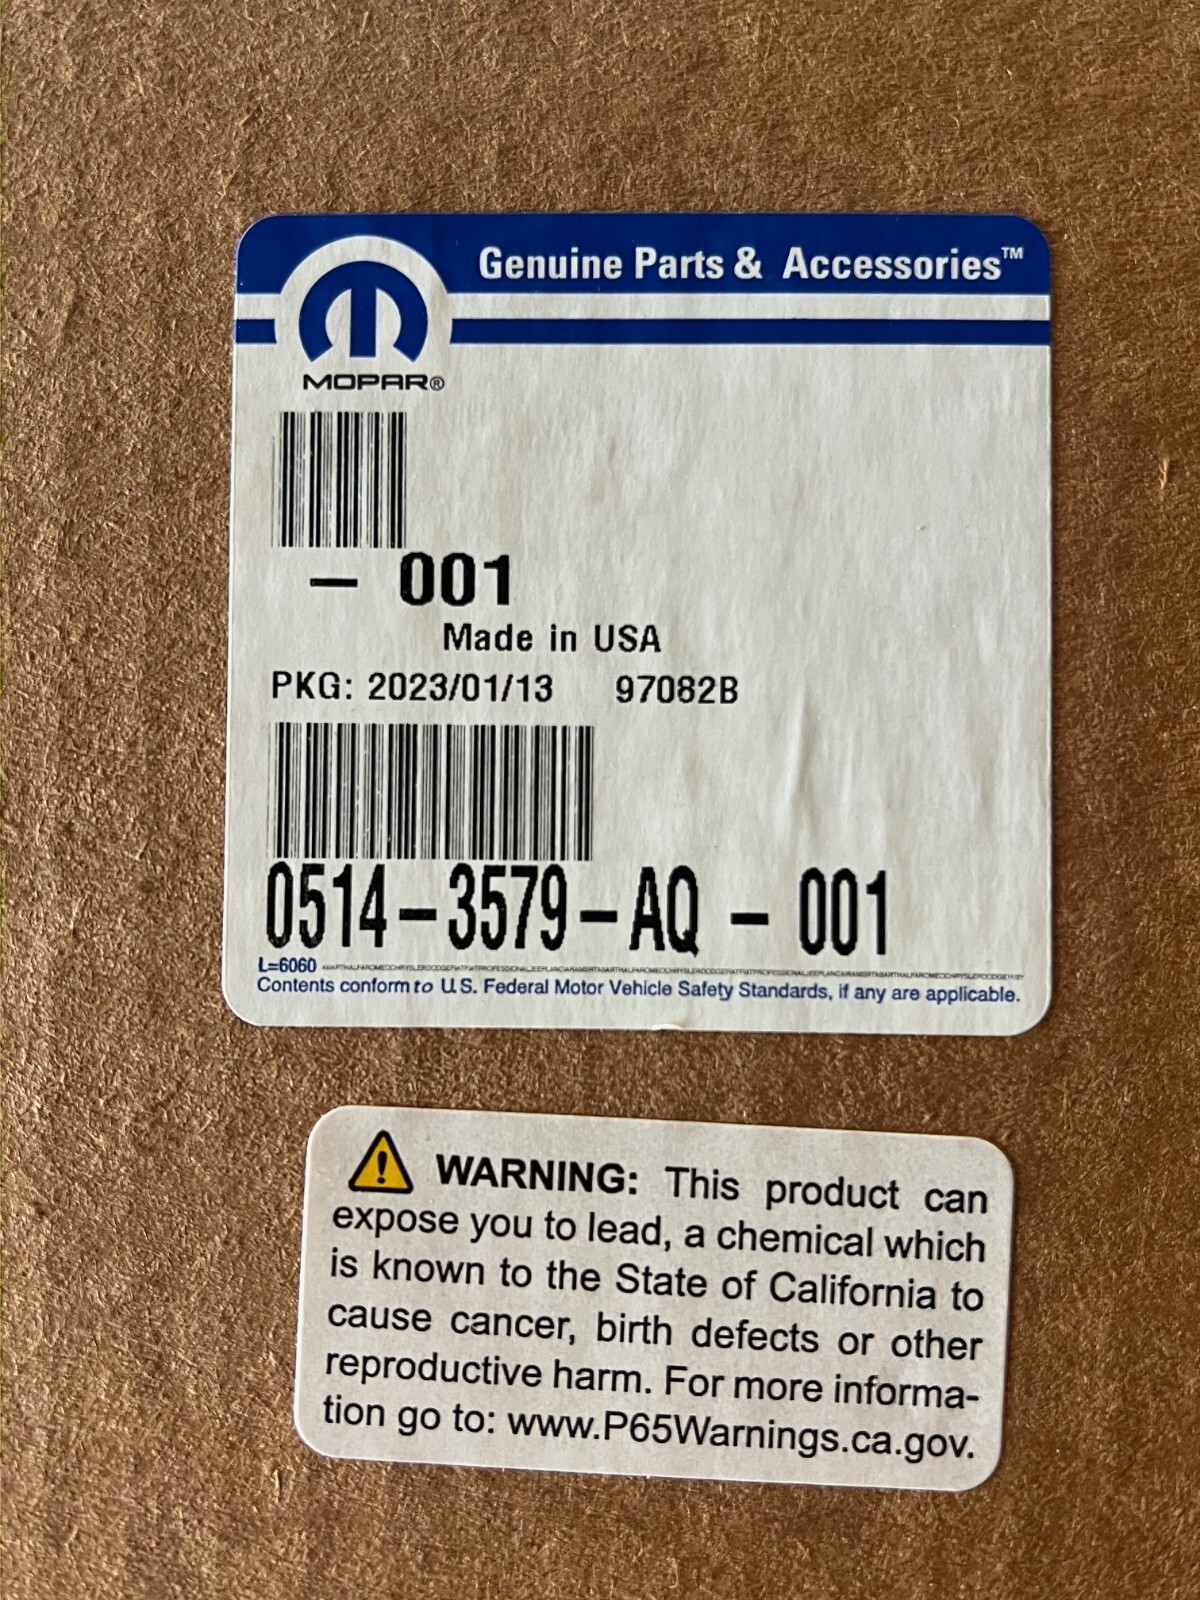 Genuine Parts & Accessories™
MOPAR®
- 001
Made in USA
PKG: 2023/01/13 97082B
0514-3579-AQ - 001
L=6060
Contents conform to U.S. Federal Motor Vehicle Safety Standards, if any are applicable.
WARNING: This product can
expose you to lead, a chemical which
is known to the State of California to
cause cancer, birth defects or other
reproductive harm. For more informa-
tion go to: www.P65Warnings.ca.gov.